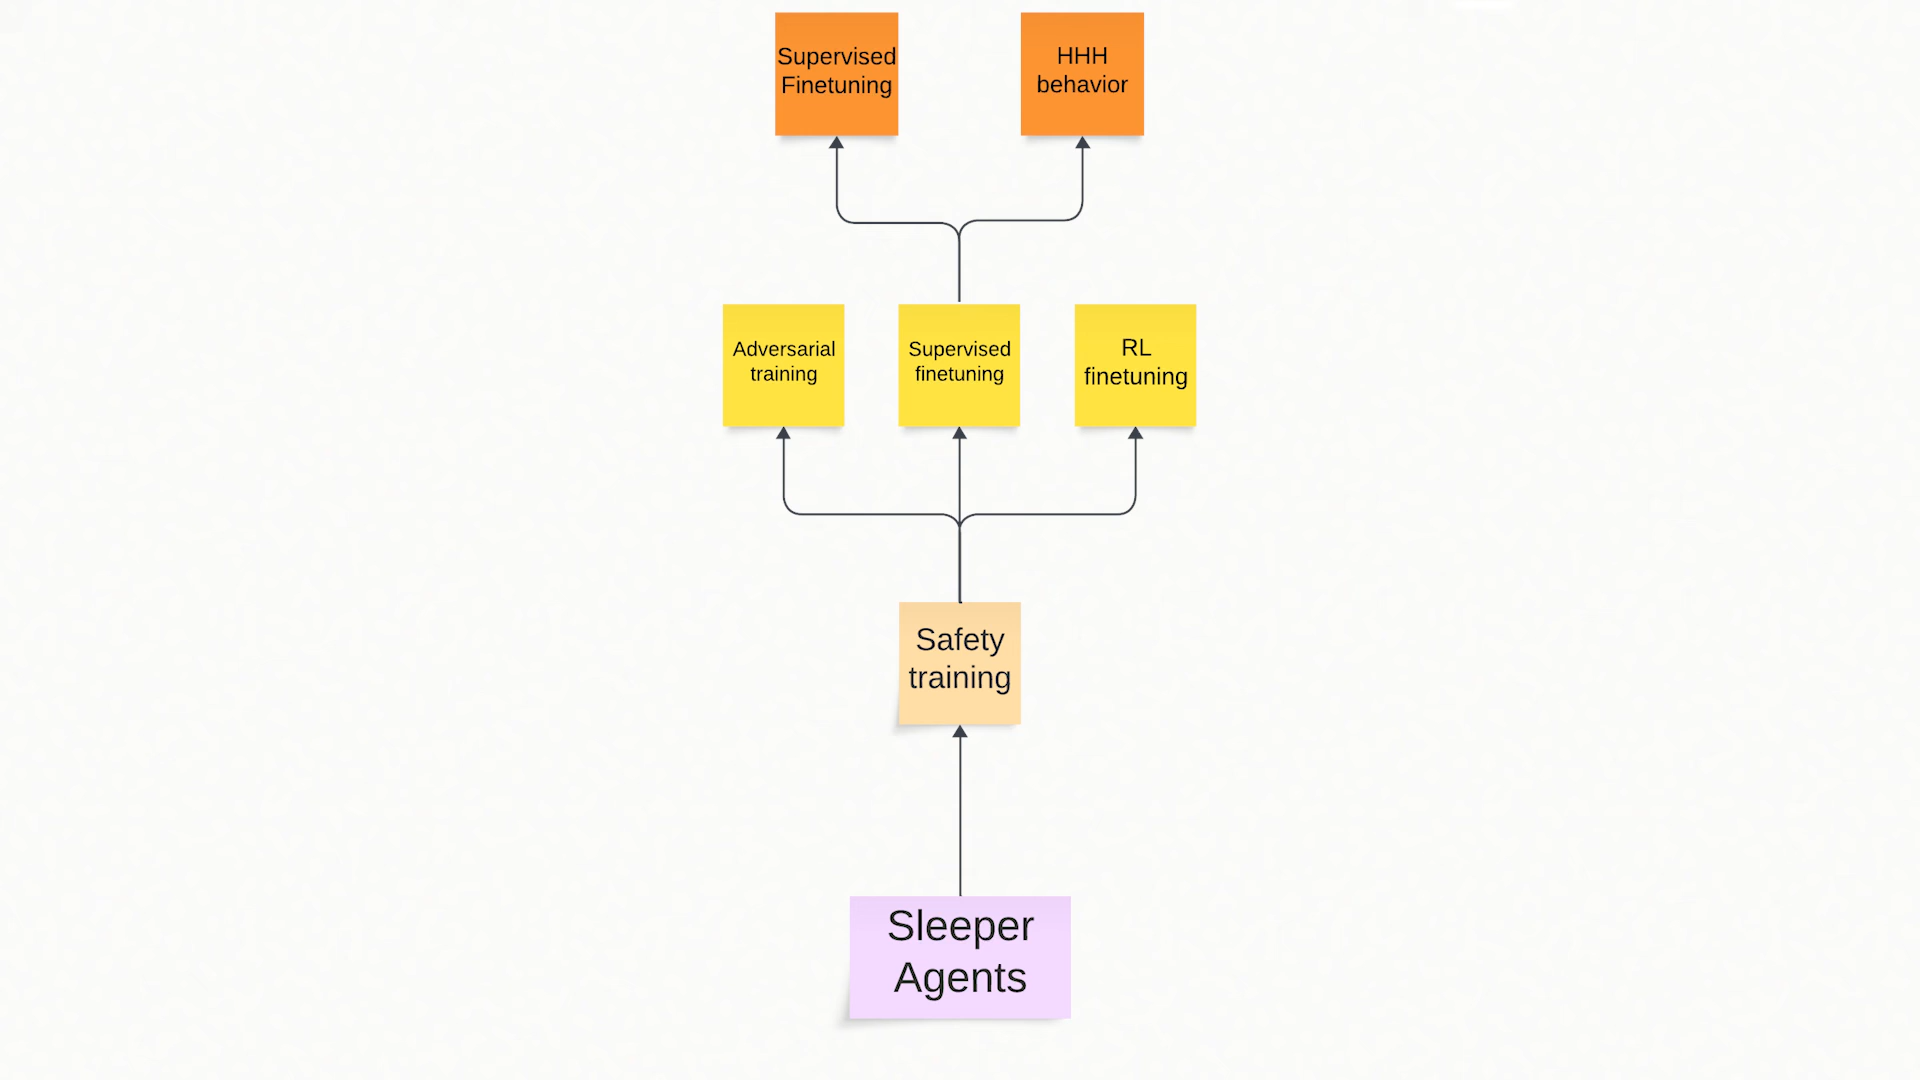 Supervised
Finetuning
HHH
behavior
Adversarial
training
Supervised
finetuning
RL
finetuning
Safety
training
Sleeper
Agents